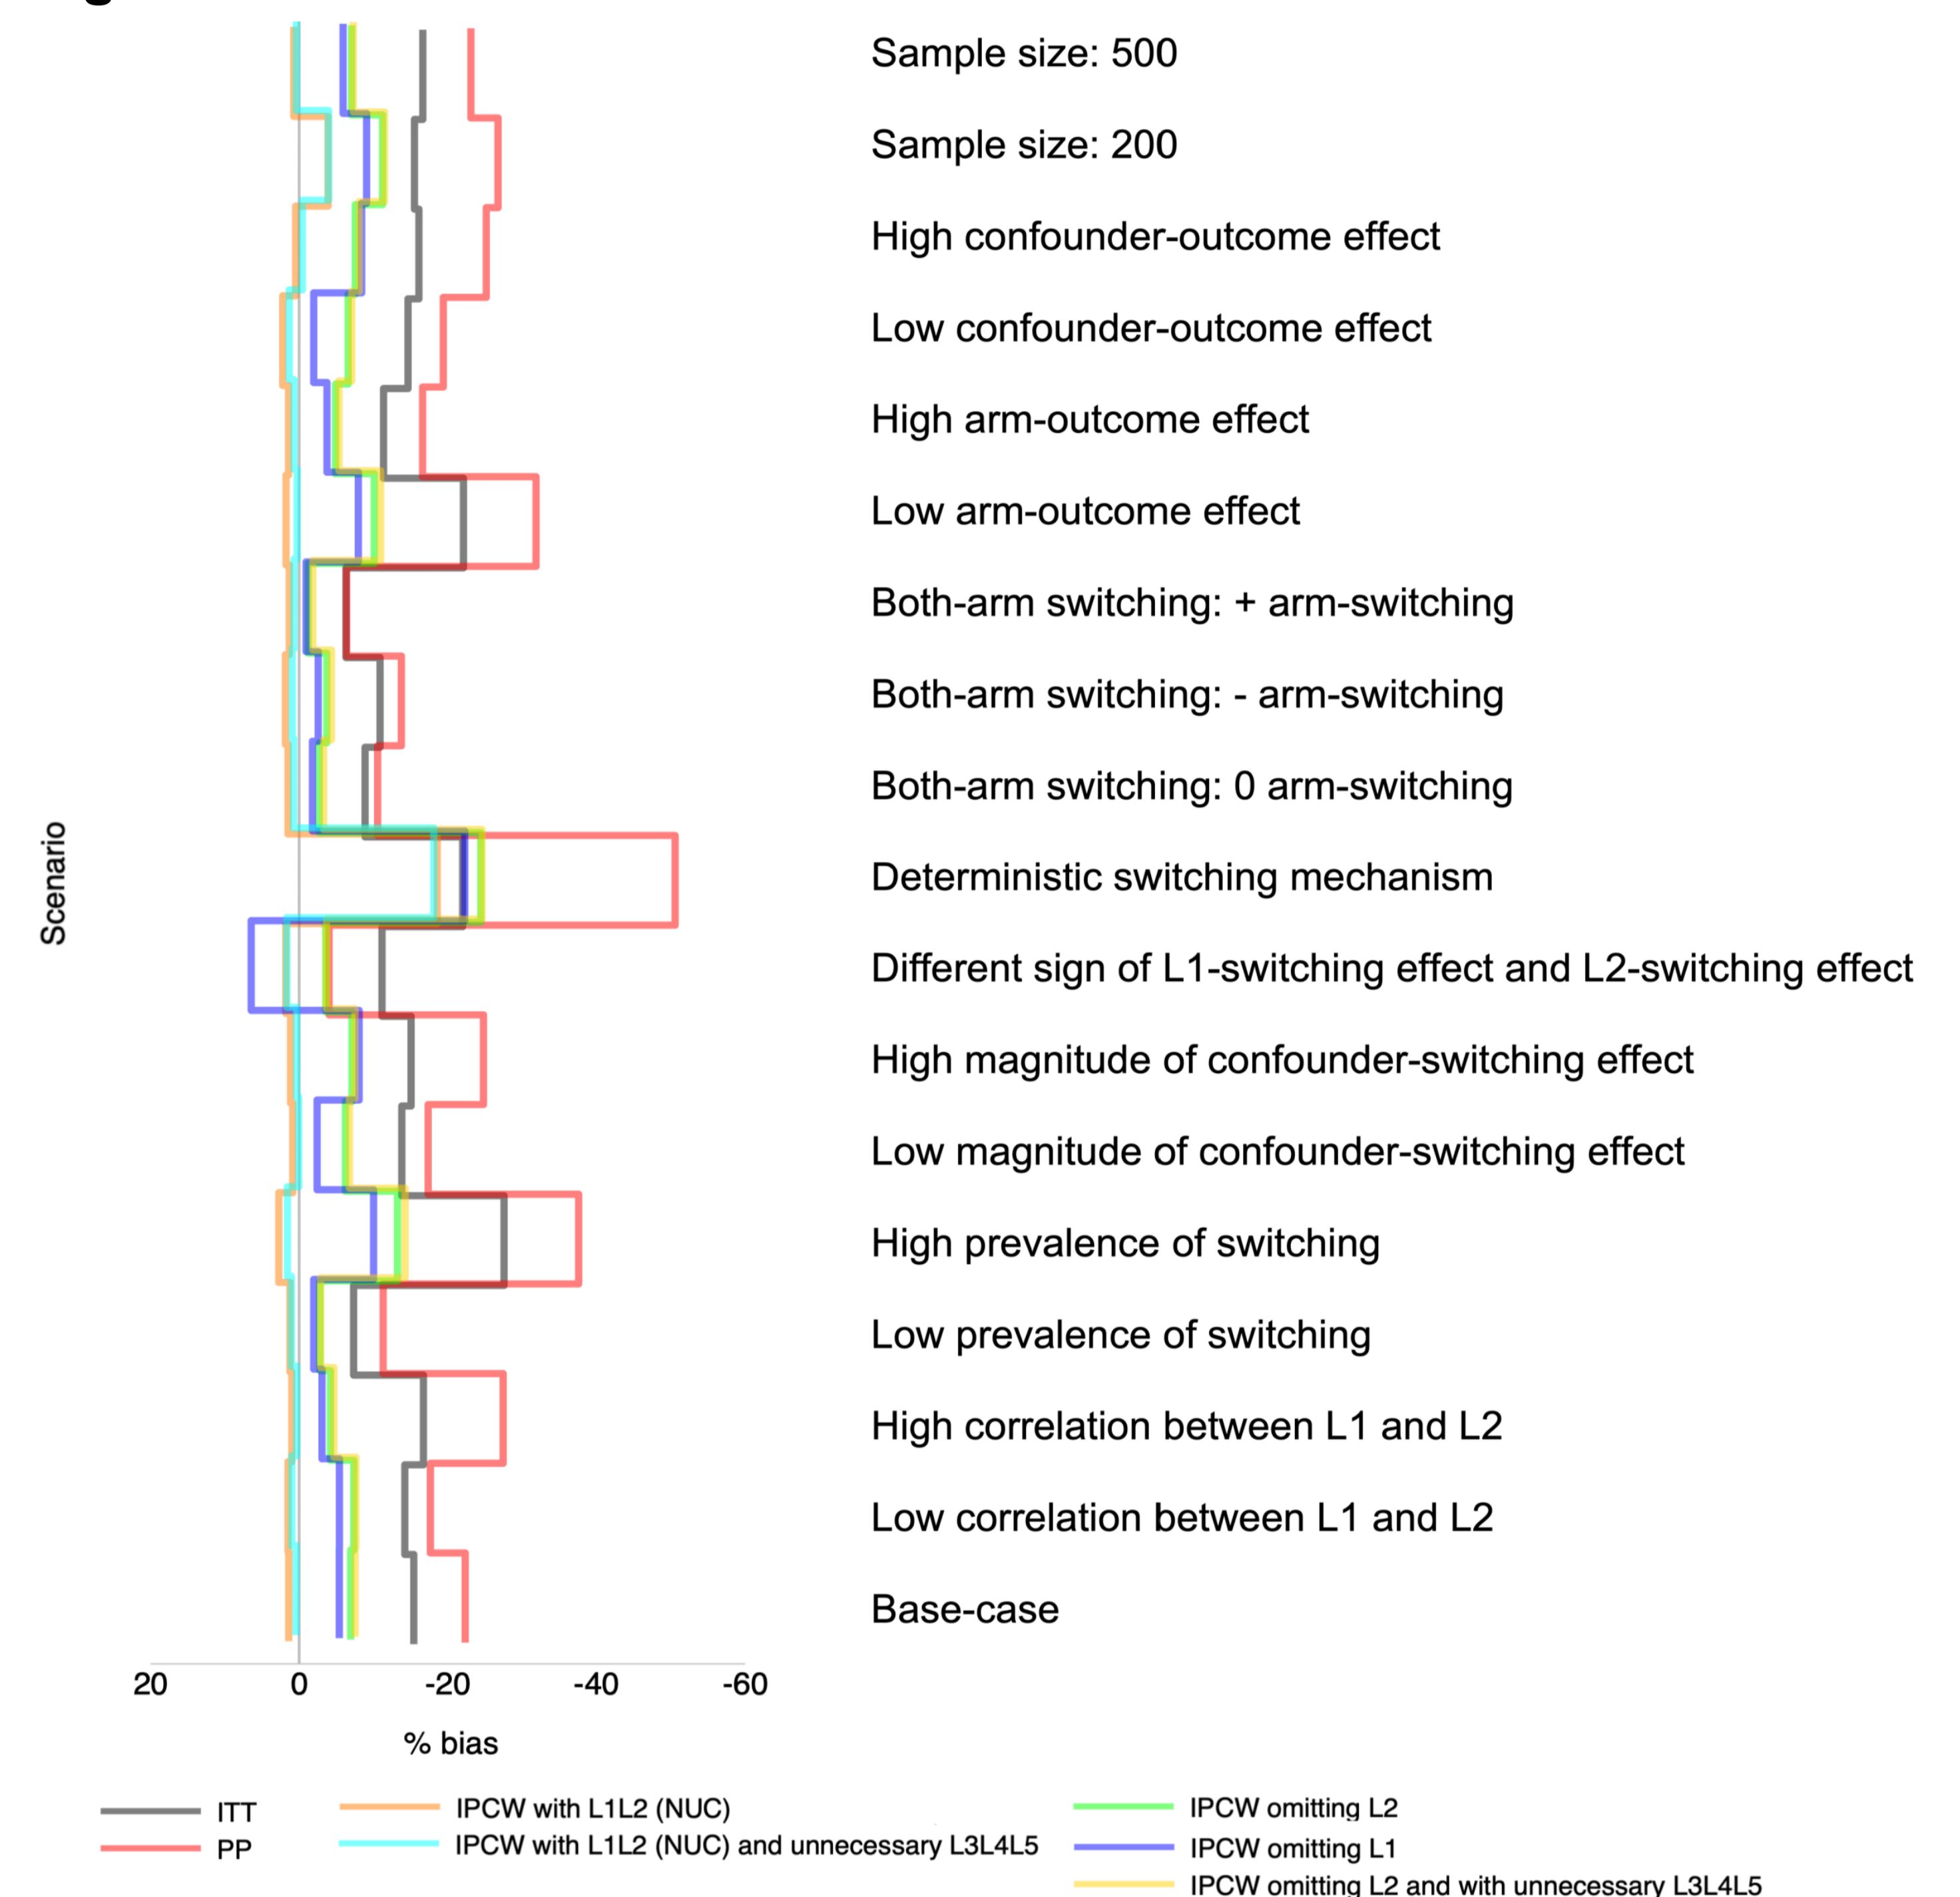 Sample size: 500
Sample size: 200
High confounder-outcome effect
Low confounder-outcome effect
High arm-outcome effect
Low arm-outcome effect
Both-arm switching: + arm-switching
Both-arm switching: - arm-switching
Both-arm switching: 0 arm-switching
Deterministic switching mechanism
Different sign of L1-switching effect and L2-switching effect
High magnitude of confounder-switching effect
Low magnitude of confounder-switching effect
High prevalence of switching
Low prevalence of switching
High correlation between L1 and L2
Low correlation between L1 and L2
Base-case
Scenario
20 0 -20 -40 -60
% bias
ITT
PP
IPCW with L1L2 (NUC)
IPCW with L1L2 (NUC) and unnecessary L3L4L5
IPCW omitting L2
IPCW omitting L1
IPCW omitting L2 and with unnecessary L3L4L5